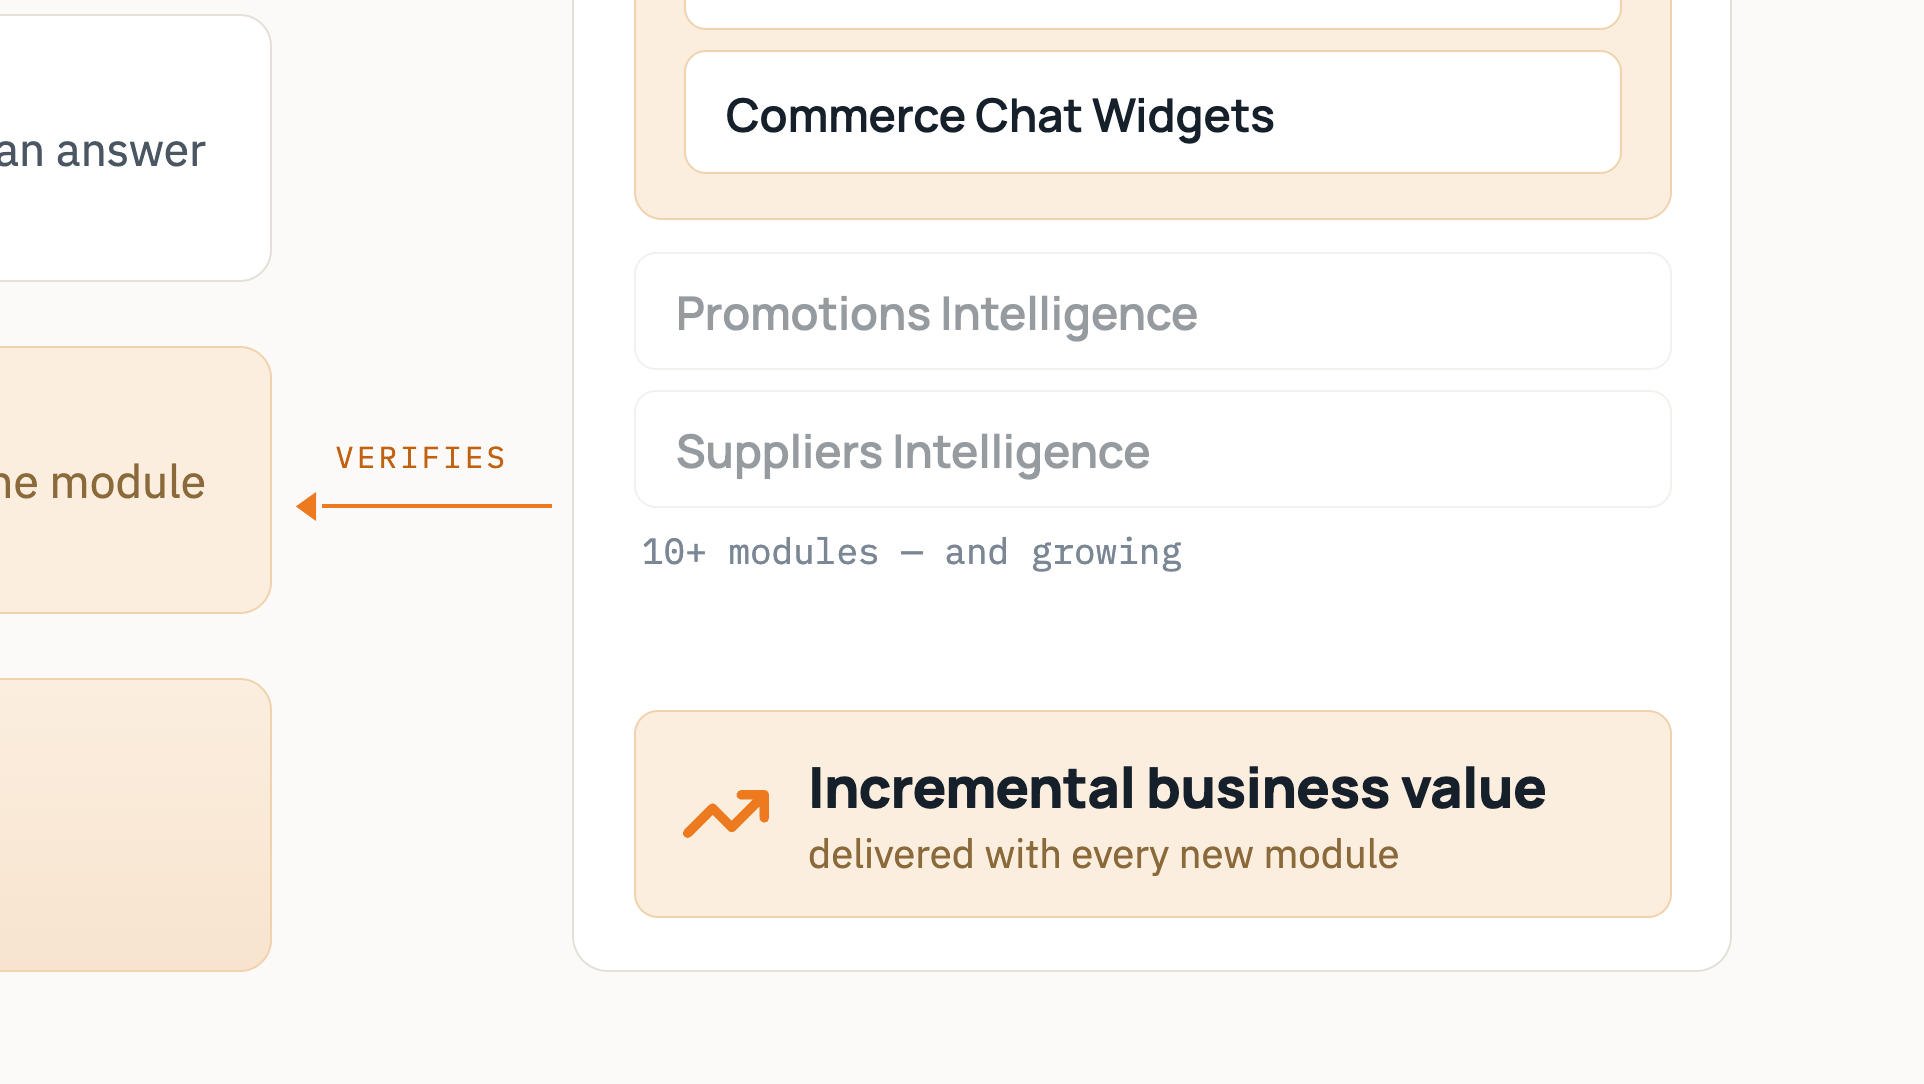 an answer
ne module
VERIFIES
Commerce Chat Widgets
Promotions Intelligence
Suppliers Intelligence
10+ modules — and growing
Incremental business value
delivered with every new module